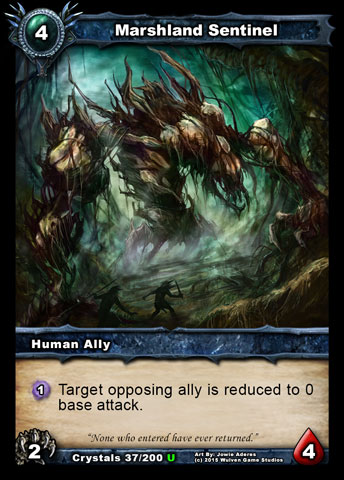 4
Marshland Sentinel
Human Ally
1 Target opposing ally is reduced to 0
base attack.
"None who entered have ever returned."
2
Crystals 37/200 U
Art By: Jowie Aderes
(c) 2015 Wulven Game Studios
4